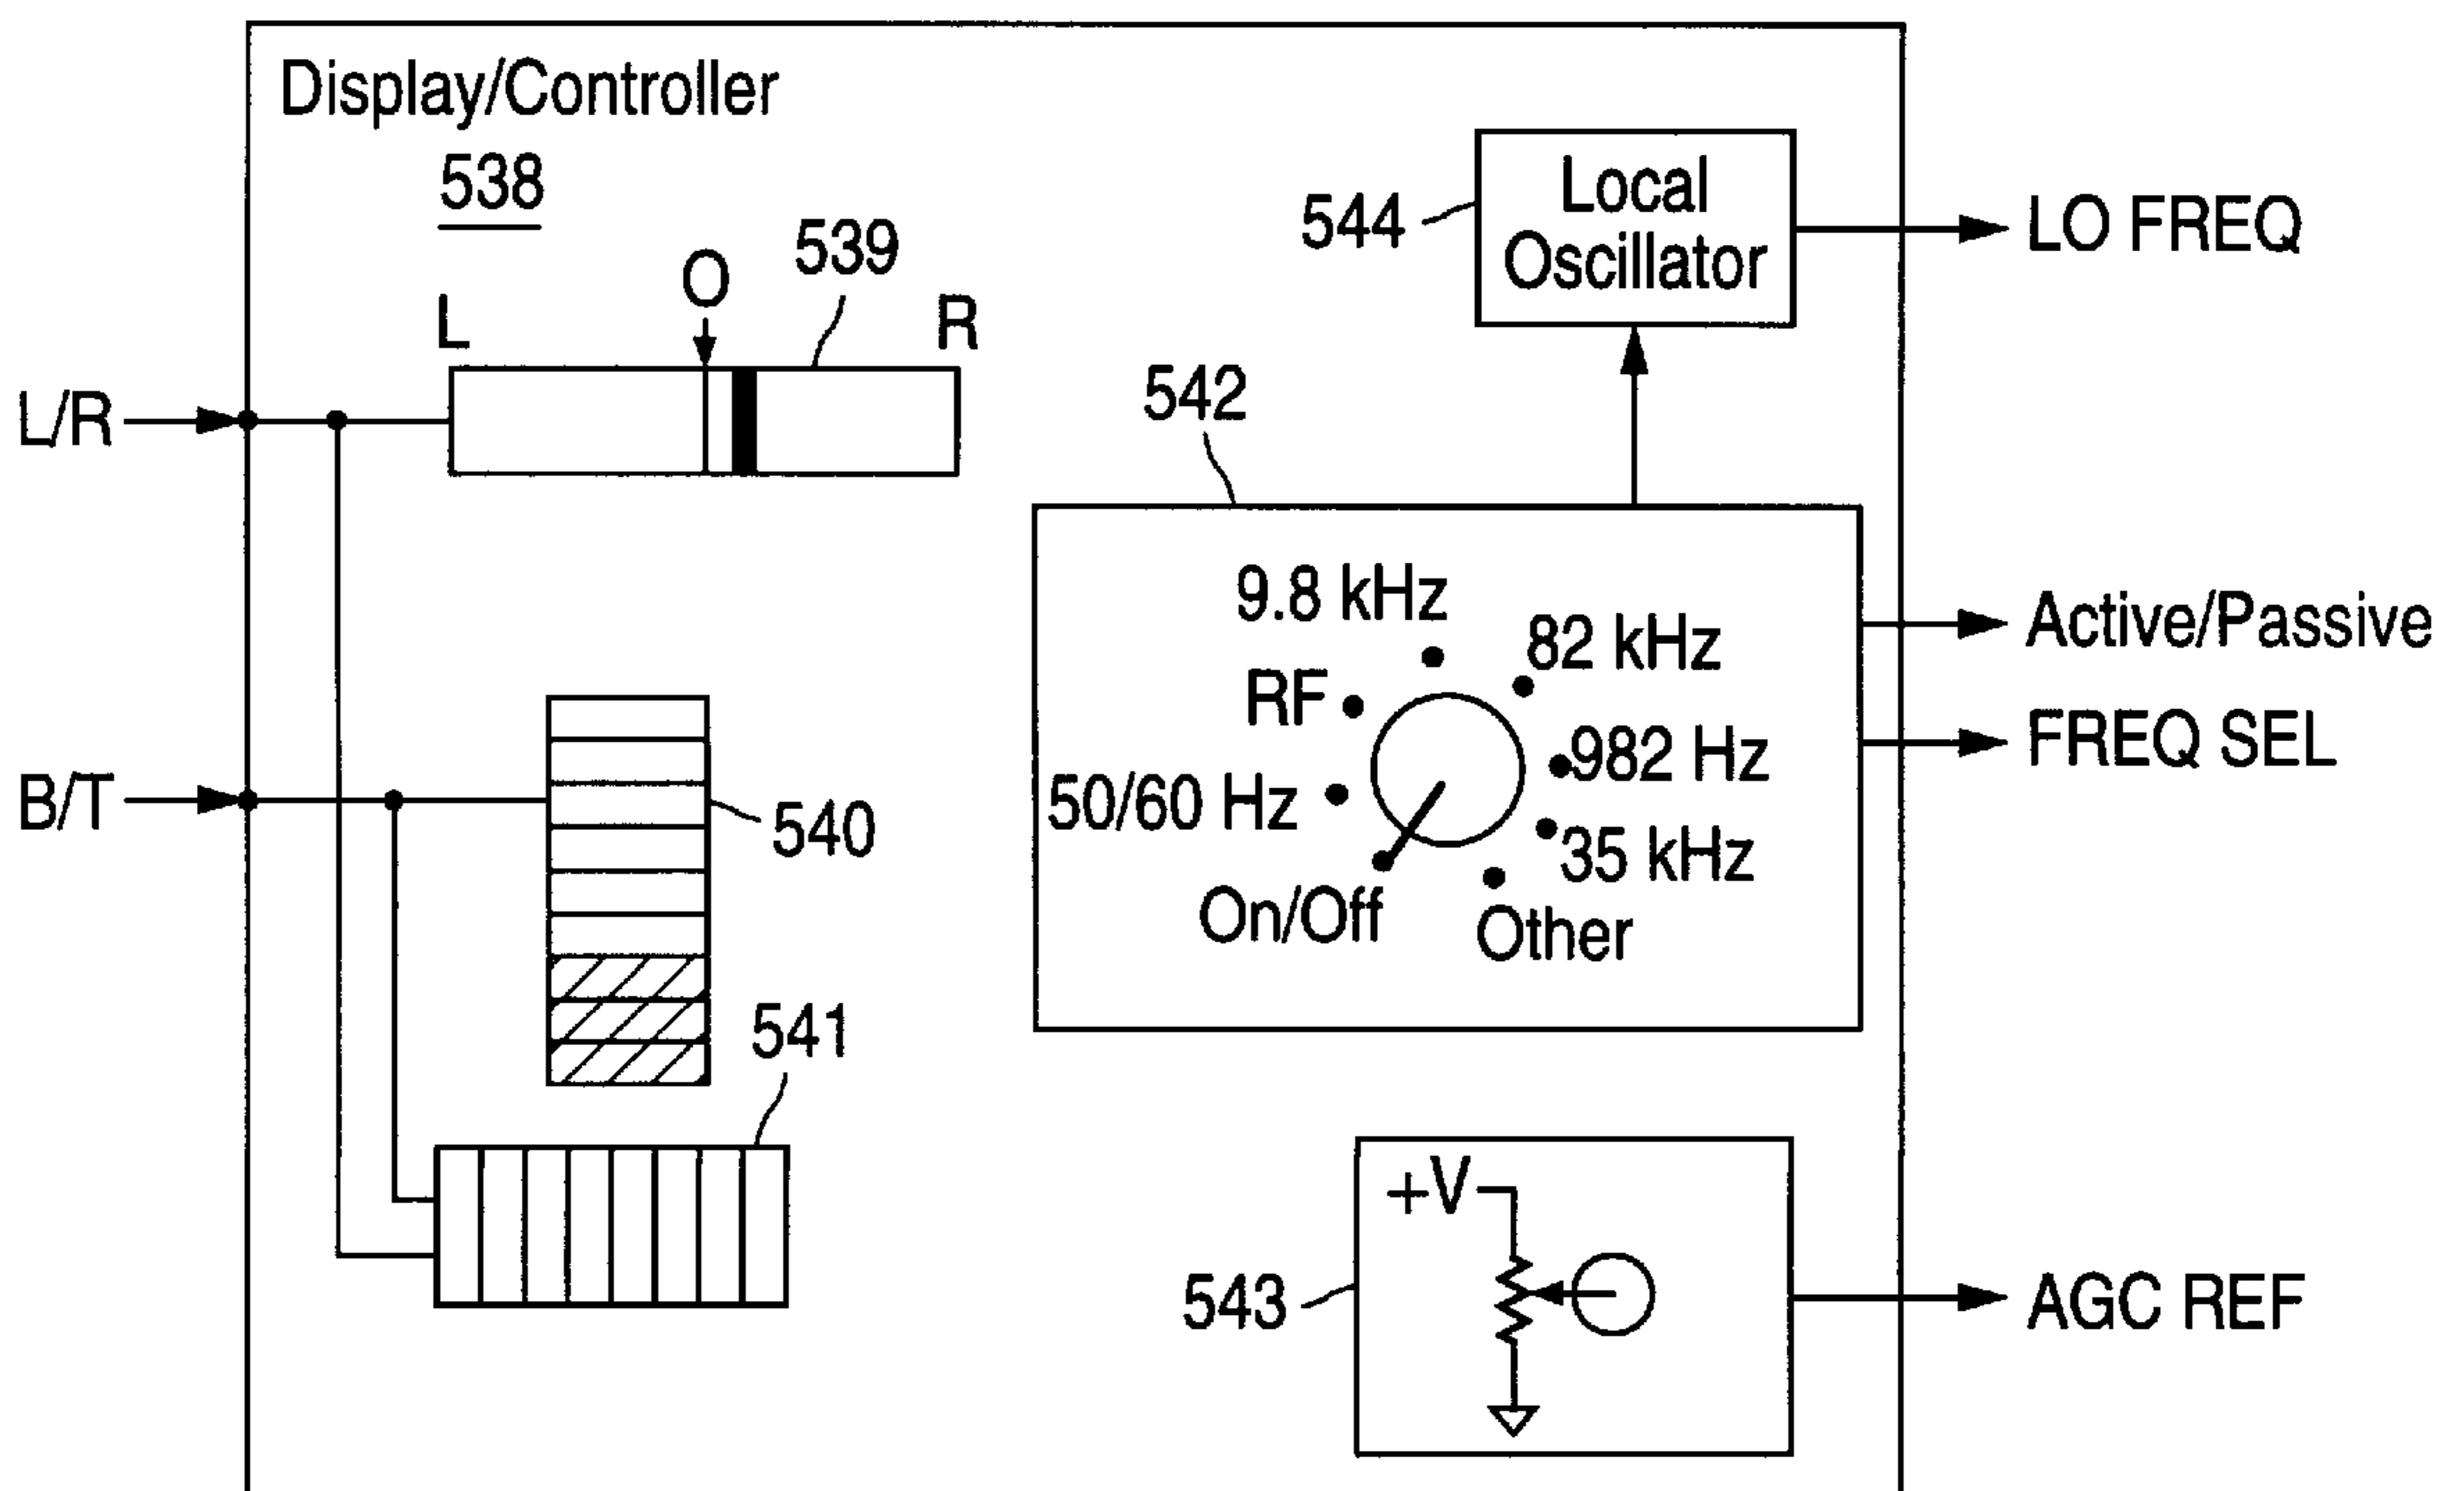 Display/Controller
538
L
O
539
R
L/R
B/T
540
541
544
Local
Oscillator
LO FREQ
542
9.8 kHz
82 kHz
RF
982 Hz
50/60 Hz
35 kHz
On/Off
Other
Active/Passive
FREQ SEL
543
+V
AGC REF